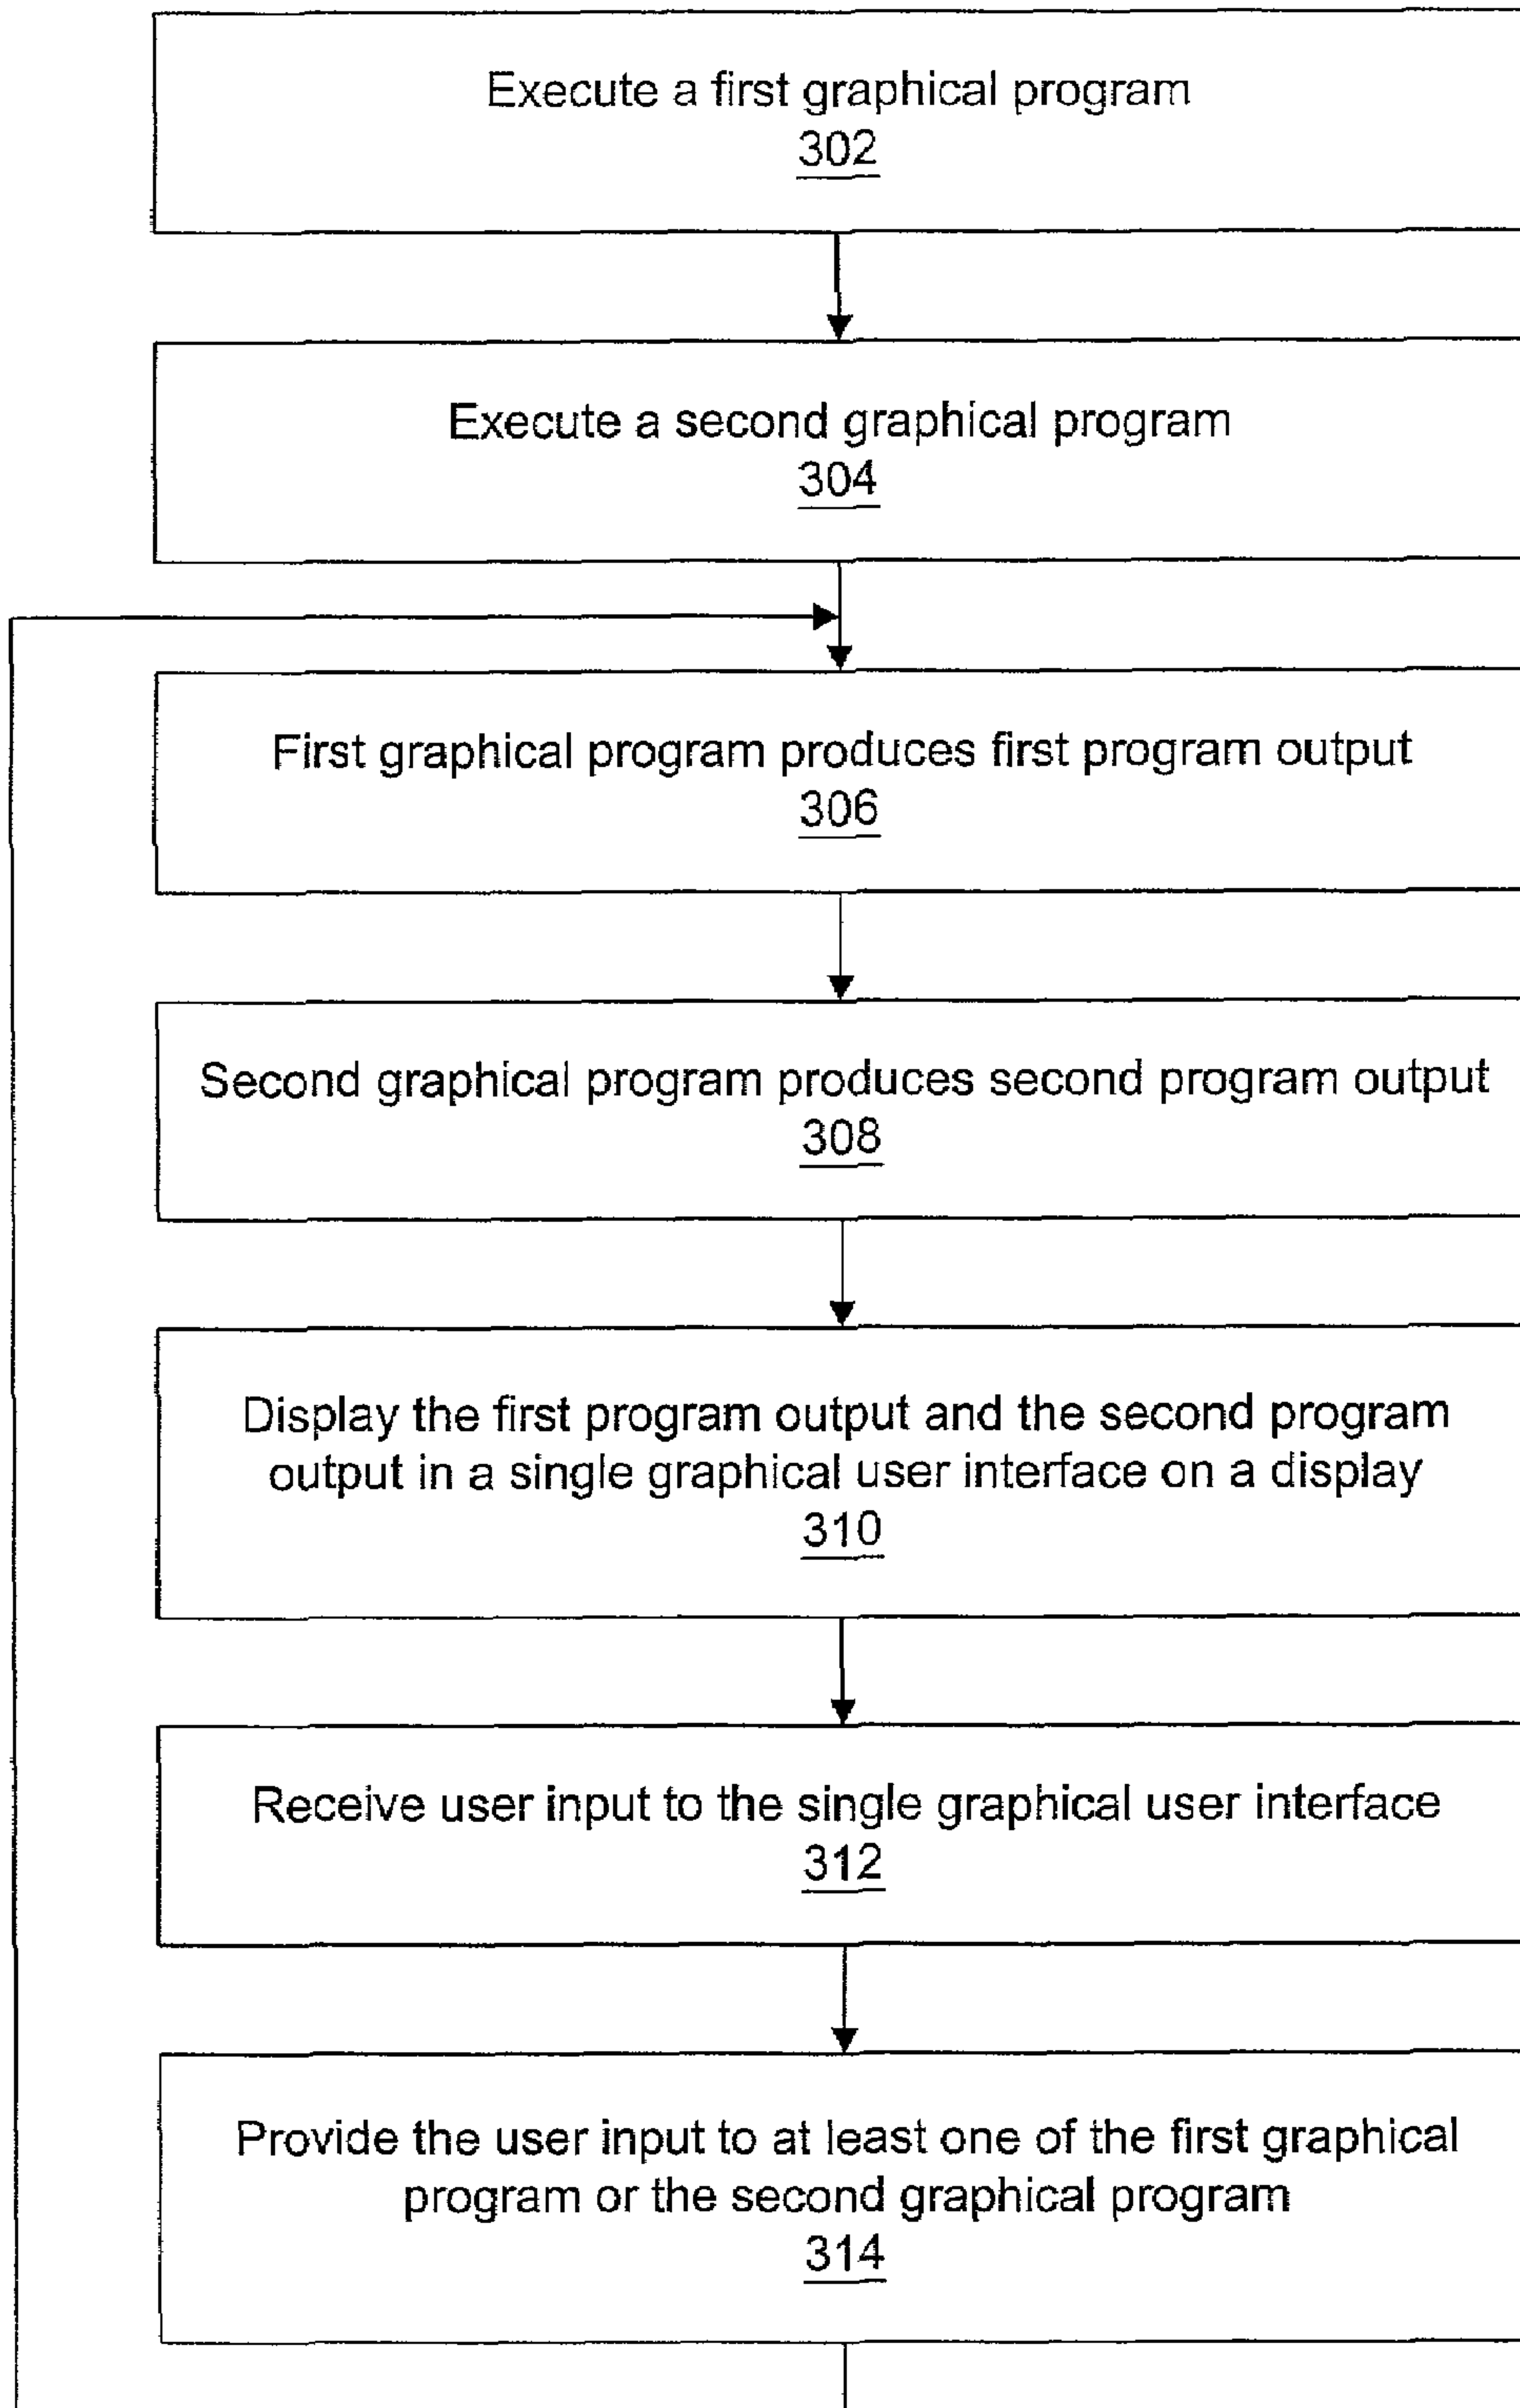 Execute a first graphical program
302
Execute a second graphical program
304
First graphical program produces first program output
306
Second graphical program produces second program output
308
Display the first program output and the second program
output in a single graphical user interface on a display
310
Receive user input to the single graphical user interface
312
Provide the user input to at least one of the first graphical
program or the second graphical program
314